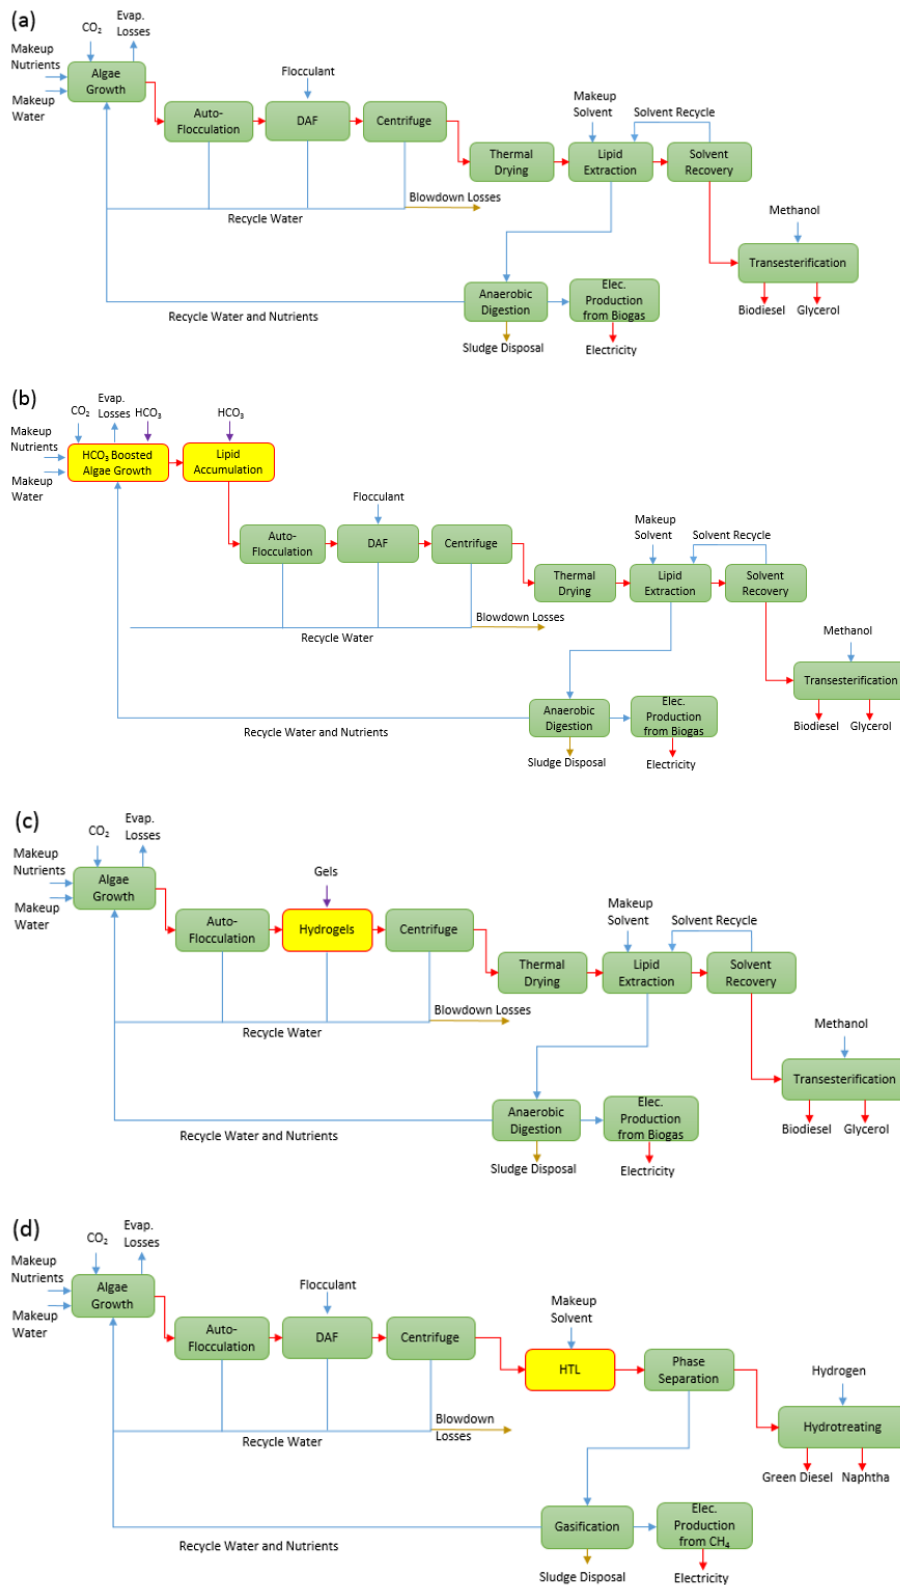 (a)
CO₂
Evap.
Losses
Makeup
Nutrients
Makeup
Water
Algae
Growth
Flocculant
Auto-
Flocculation
DAF
Centrifuge
Makeup
Solvent
Solvent Recycle
Thermal
Drying
Lipid
Extraction
Solvent
Recovery
Blowdown Losses
Recycle Water
Methanol
Transesterification
Biodiesel
Glycerol
Anaerobic
Digestion
Elec.
Production
from Biogas
Recycle Water and Nutrients
Sludge Disposal
Electricity
(b)
CO₂
Evap.
Losses
HCO₃
HCO₃
Makeup
Nutrients
Makeup
Water
HCO₃ Boosted
Algae Growth
Lipid
Accumulation
Flocculant
Auto-
Flocculation
DAF
Centrifuge
Makeup
Solvent
Solvent Recycle
Thermal
Drying
Lipid
Extraction
Solvent
Recovery
Blowdown Losses
Recycle Water
Methanol
Transesterification
Biodiesel
Glycerol
Anaerobic
Digestion
Elec.
Production
from Biogas
Recycle Water and Nutrients
Sludge Disposal
Electricity
(c)
CO₂
Evap.
Losses
Makeup
Nutrients
Makeup
Water
Algae
Growth
Gels
Auto-
Flocculation
Hydrogels
Centrifuge
Makeup
Solvent
Solvent Recycle
Thermal
Drying
Lipid
Extraction
Solvent
Recovery
Blowdown Losses
Recycle Water
Methanol
Transesterification
Biodiesel
Glycerol
Anaerobic
Digestion
Elec.
Production
from Biogas
Recycle Water and Nutrients
Sludge Disposal
Electricity
(d)
CO₂
Evap.
Losses
Makeup
Nutrients
Makeup
Water
Algae
Growth
Flocculant
Auto-
Flocculation
DAF
Centrifuge
Makeup
Solvent
HTL
Phase
Separation
Hydrogen
Hydrotreating
Blowdown
Losses
Recycle Water
Green Diesel
Naphtha
Gasification
Elec.
Production
from CH₄
Recycle Water and Nutrients
Sludge Disposal
Electricity